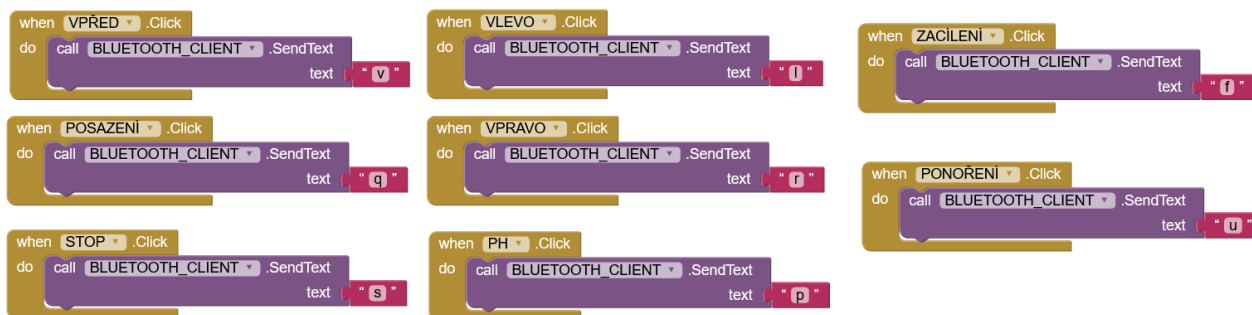 when VPŘED .Click
do call BLUETOOTH_CLIENT .SendText
text " v "
when VLEVO .Click
do call BLUETOOTH_CLIENT .SendText
text " l "
when ZACÍLENÍ .Click
do call BLUETOOTH_CLIENT .SendText
text " f "
when POSAZENÍ .Click
do call BLUETOOTH_CLIENT .SendText
text " q "
when VPRAVO .Click
do call BLUETOOTH_CLIENT .SendText
text " r "
when PONOŘENÍ .Click
do call BLUETOOTH_CLIENT .SendText
text " u "
when STOP .Click
do call BLUETOOTH_CLIENT .SendText
text " s "
when PH .Click
do call BLUETOOTH_CLIENT .SendText
text " p "